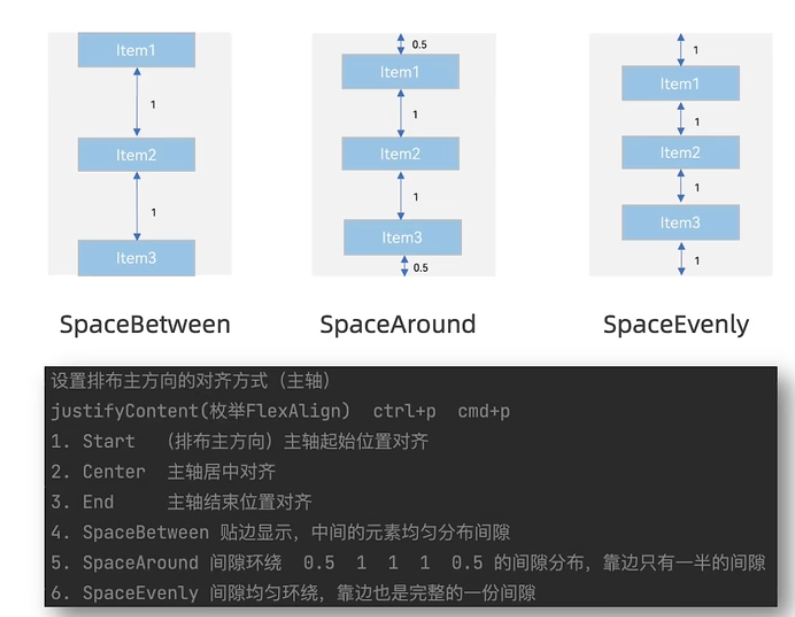 Item1
1
Item2
1
Item3
SpaceBetween
0.5
Item1
1
Item2
1
Item3
0.5
SpaceAround
1
Item1
1
Item2
1
Item3
1
SpaceEvenly
设置排布主方向的对齐方式（主轴）
justifyContent(枚举FlexAlign)  ctrl+p  cmd+p
1. Start   (排布主方向) 主轴起始位置对齐
2. Center  主轴居中对齐
3. End     主轴结束位置对齐
4. SpaceBetween 贴边显示，中间的元素均匀分布间隙
5. SpaceAround 间隙环绕  0.5  1  1  1  0.5 的间隙分布，靠边只有一半的间隙
6. SpaceEvenly 间隙均匀环绕，靠边也是完整的一份间隙